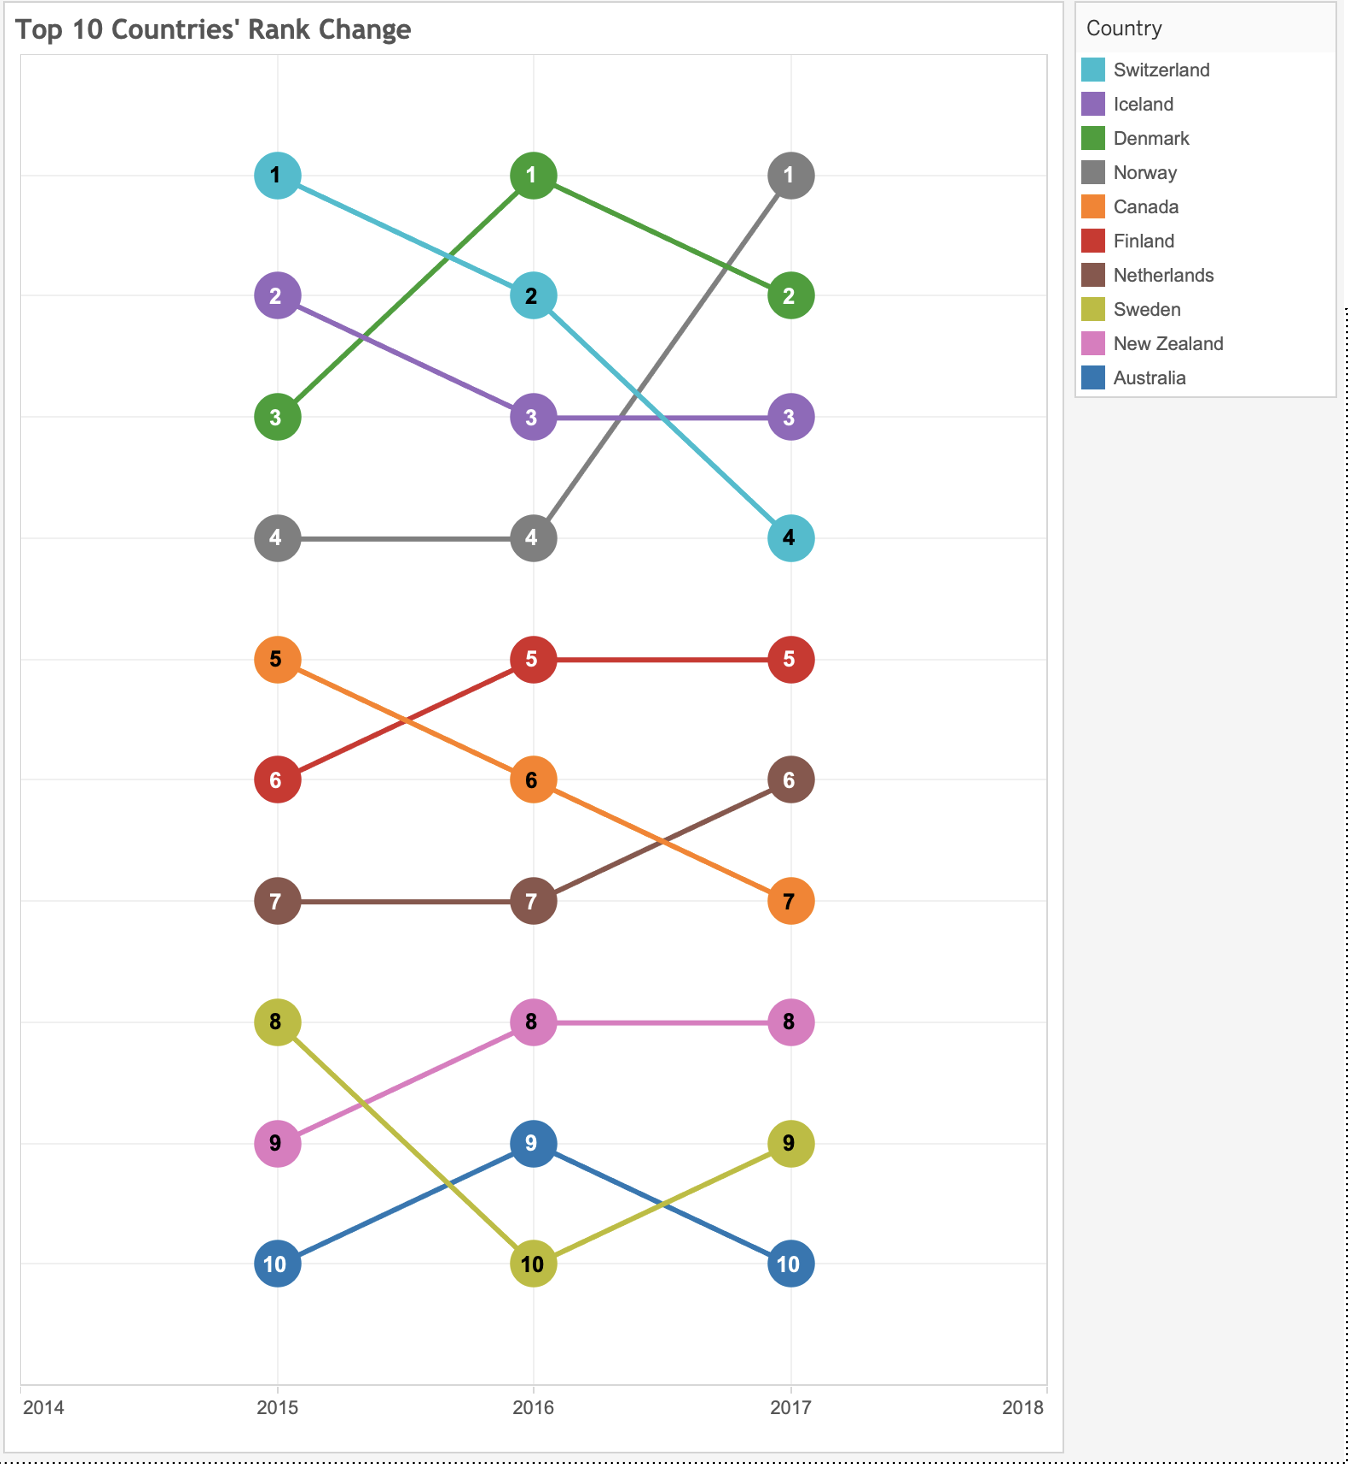 Top 10 Countries' Rank Change
Country
Switzerland
Iceland
Denmark
Norway
Canada
Finland
Netherlands
Sweden
New Zealand
Australia
1 1 1
2 2 2
3 3 3
4 4 4
5 5 5
6 6 6
7 7 7
8 8 8
9 9 9
10 10 10
2014 2015 2016 2017 2018